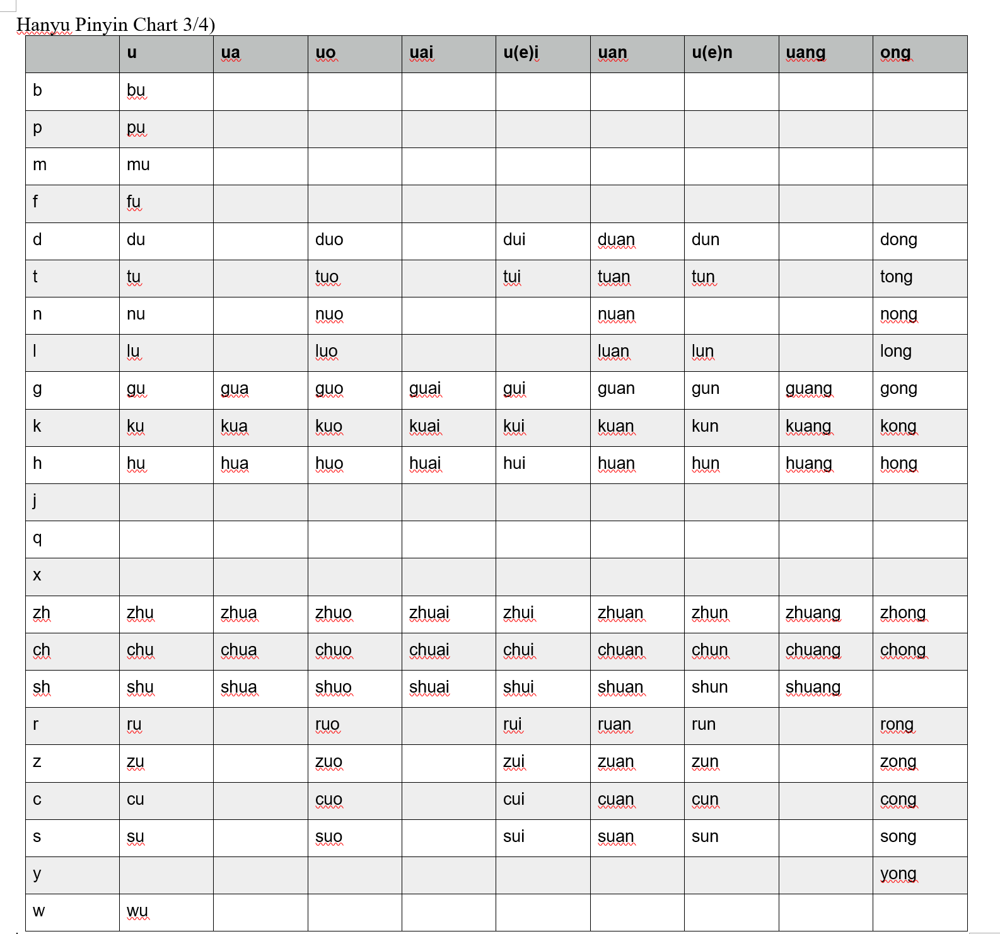 Hanyu Pinyin Chart 3/4)
u ua uo uai u(e)i uan u(e)n uang ong
b bu
p pu
m mu
f fu
d du duo dui duan dun dong
t tu tuo tui tuan tun tong
n nu nuo nuan nong
l lu luo luan lun long
g gu gua guo guai gui guan gun guang gong
k ku kua kuo kuai kui kuan kun kuang kong
h hu hua huo huai hui huan hun huang hong
j
q
x
zh zhu zhua zhuo zhuai zhui zhuan zhun zhuang zhong
ch chu chua chuo chuai chui chuan chun chuang chong
sh shu shua shuo shuai shui shuan shun shuang
r ru ruo rui ruan run rong
z zu zuo zui zuan zun zong
c cu cuo cui cuan cun cong
s su suo sui suan sun song
y yong
w wu